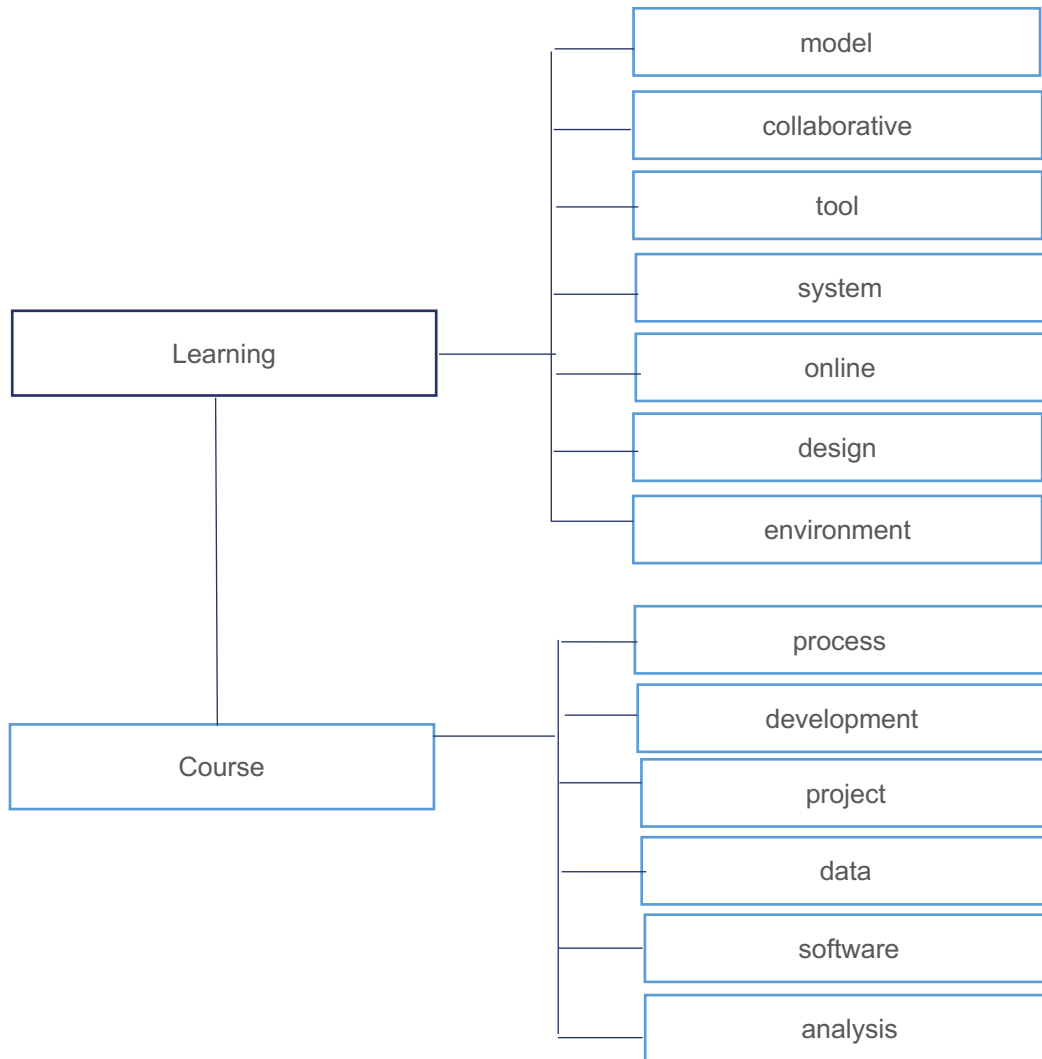 Learning
model
collaborative
tool
system
online
design
environment
Course
process
development
project
data
software
analysis